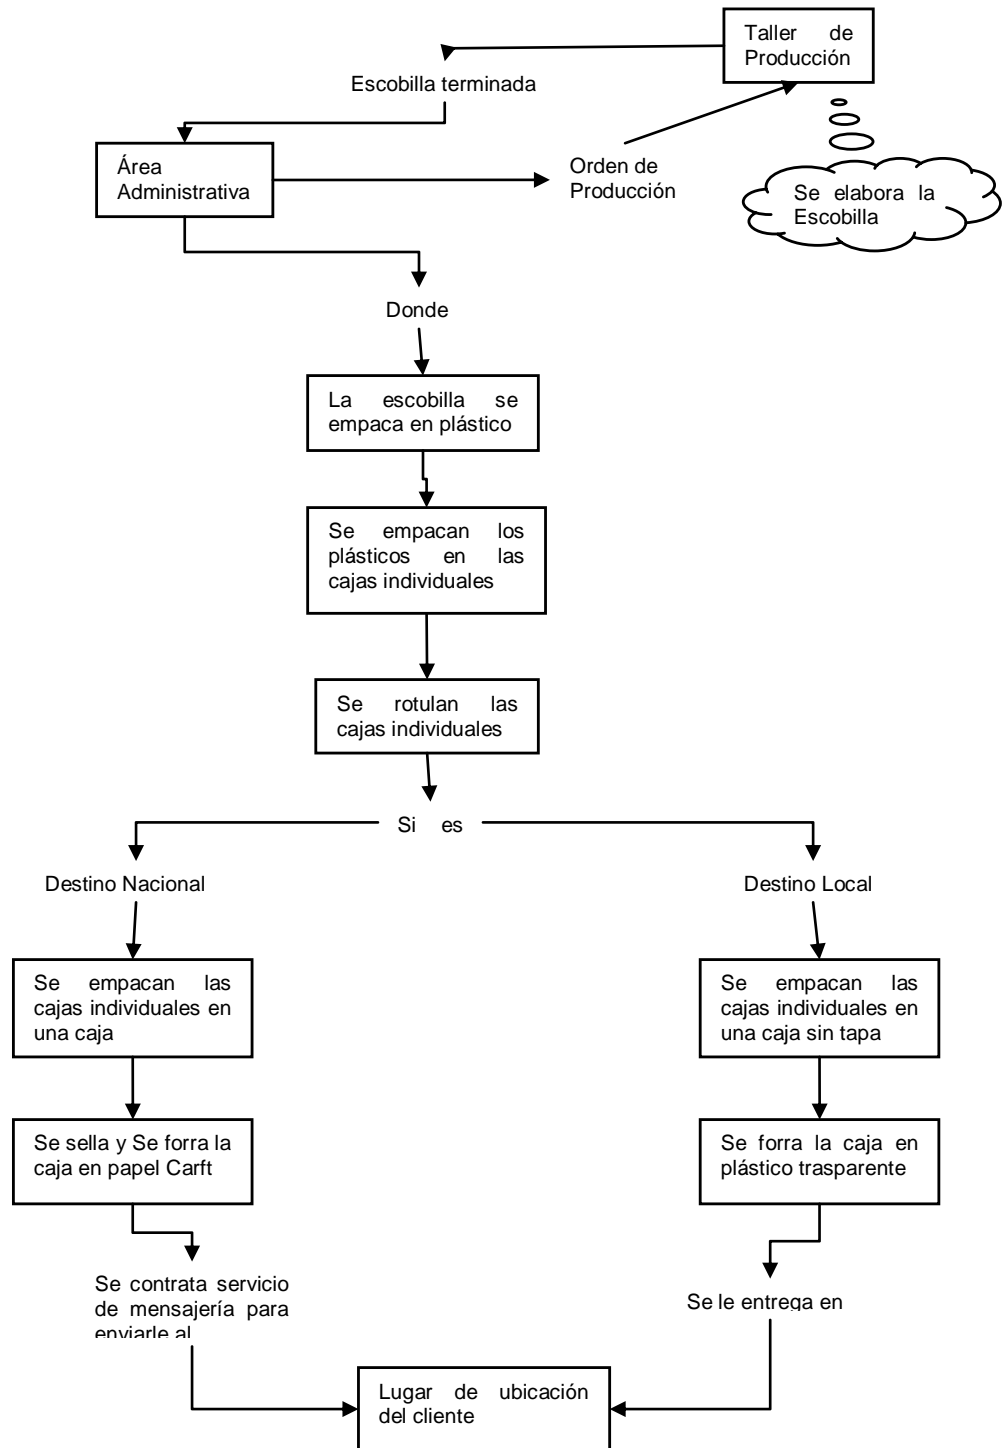 Taller de
Producción
Escobilla terminada
Área
Administrativa
Orden de
Producción
Se elabora la
Escobilla
Donde
La escobilla se
empaca en plástico
Se empacan los
plásticos en las
cajas individuales
Se rotulan las
cajas individuales
Si es
Destino Nacional
Destino Local
Se empacan las
cajas individuales en
una caja
Se empacan las
cajas individuales en
una caja sin tapa
Se sella y Se forra la
caja en papel Carft
Se forra la caja en
plástico trasparente
Se contrata servicio
de mensajería para
enviarle al
Se le entrega en
Lugar de ubicación
del cliente